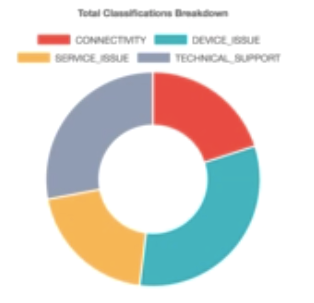 Total Classifications Breakdown
CONNECTIVITY DEVICE_ISSUE
SERVICE_ISSUE TECHNICAL_SUPPORT